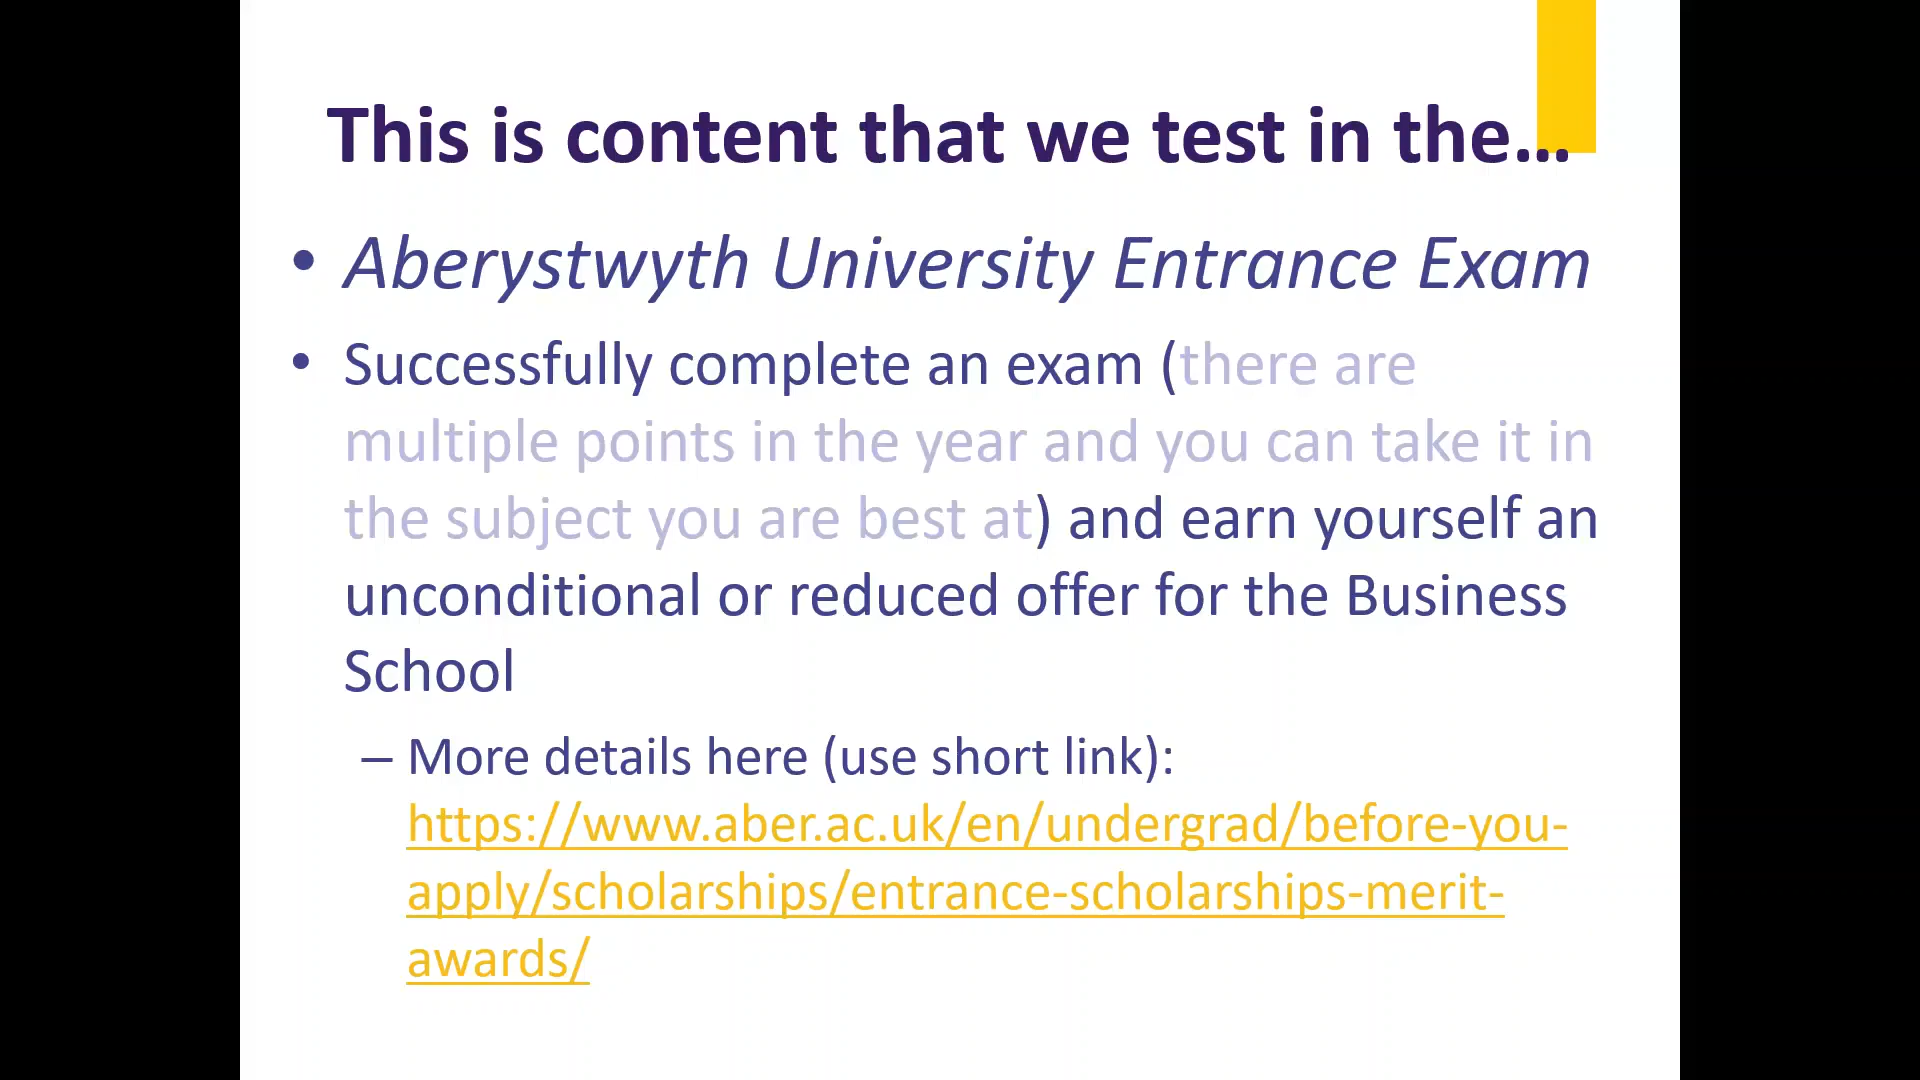 This is content that we test in the...
• Aberystwyth University Entrance Exam
• Successfully complete an exam (there are
multiple points in the year and you can take it in
the subject you are best at) and earn yourself an
unconditional or reduced offer for the Business
School
– More details here (use short link):
https://www.aber.ac.uk/en/undergrad/before-you-
apply/scholarships/entrance-scholarships-merit-
awards/